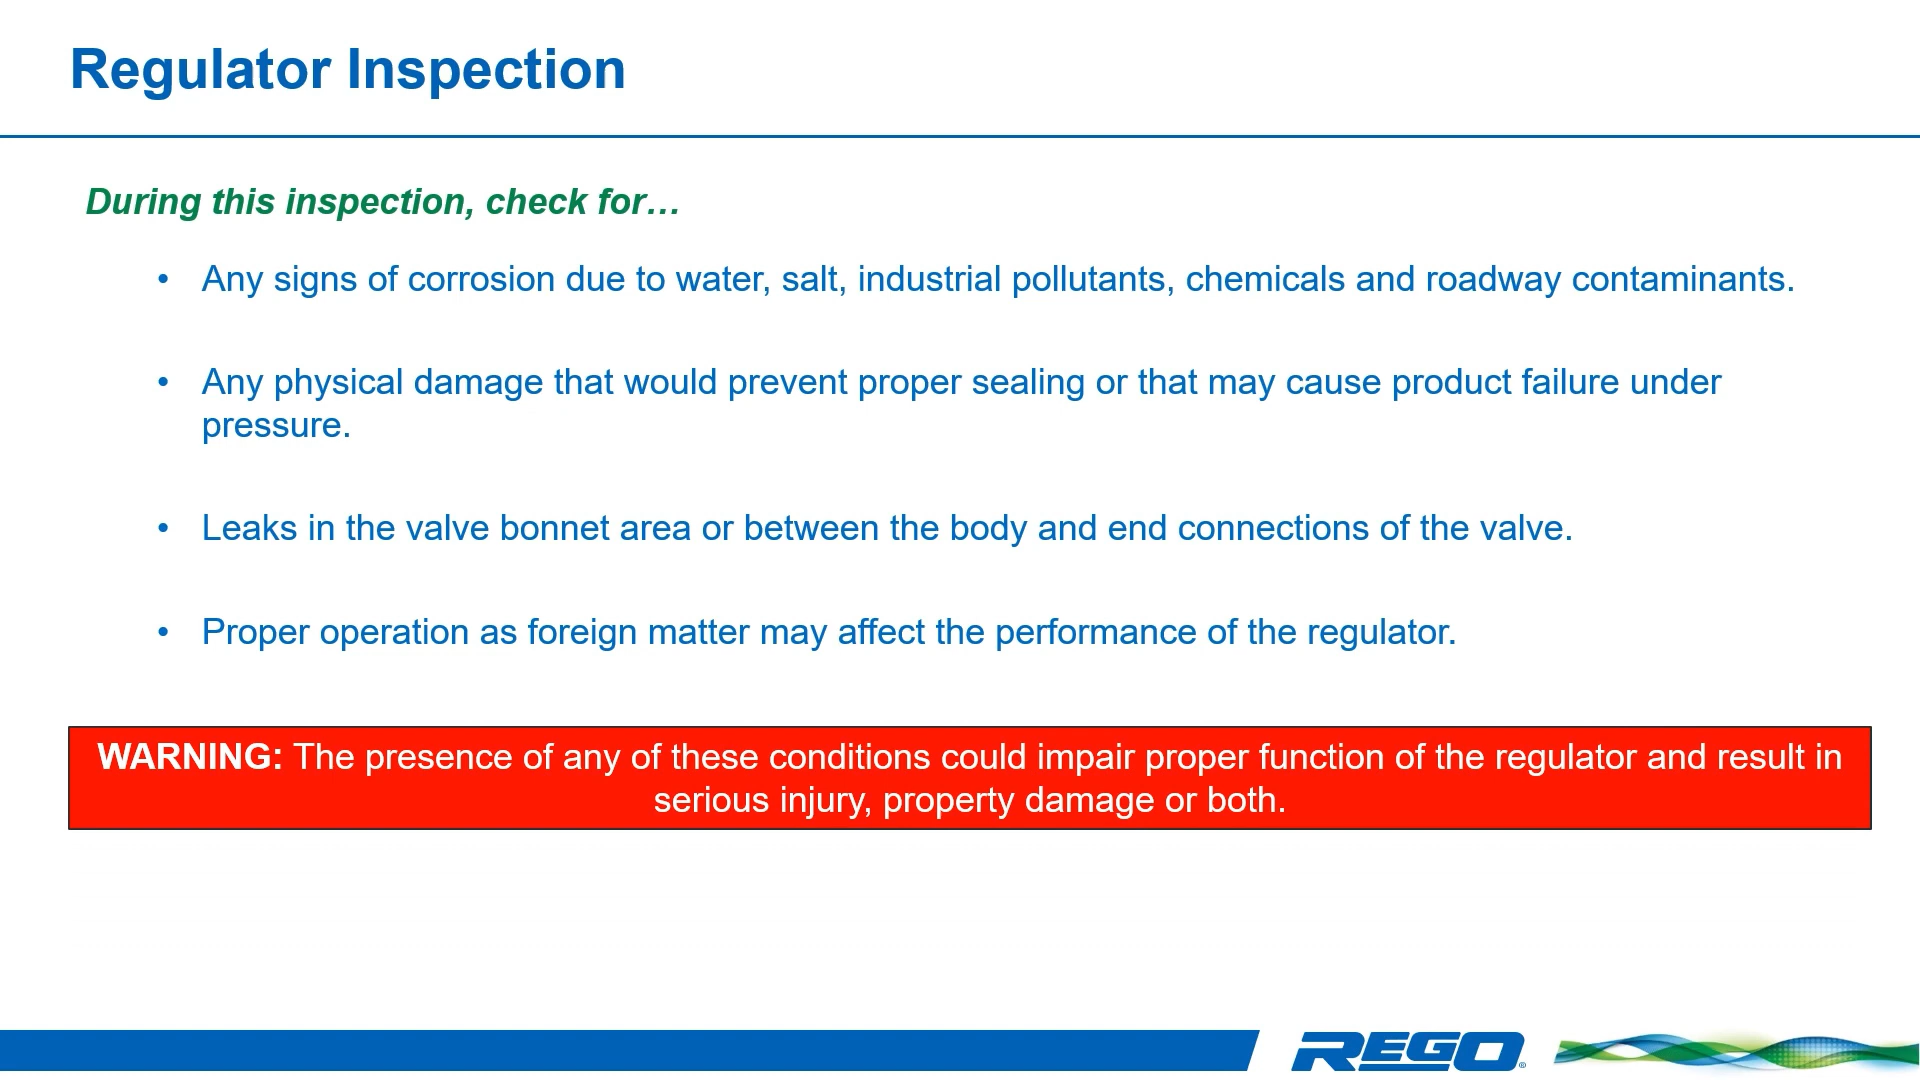 Regulator Inspection
During this inspection, check for…
• Any signs of corrosion due to water, salt, industrial pollutants, chemicals and roadway contaminants.
• Any physical damage that would prevent proper sealing or that may cause product failure under
pressure.
• Leaks in the valve bonnet area or between the body and end connections of the valve.
• Proper operation as foreign matter may affect the performance of the regulator.
WARNING: The presence of any of these conditions could impair proper function of the regulator and result in
serious injury, property damage or both.
REGO®